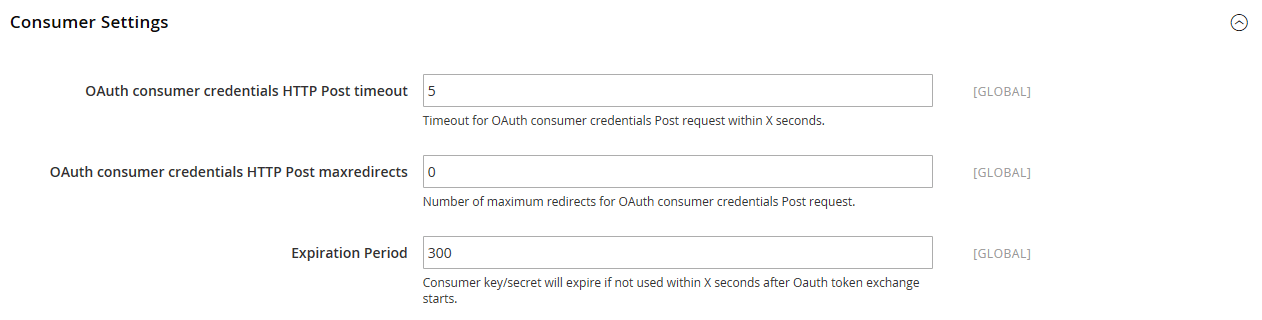 Consumer Settings
OAuth consumer credentials HTTP Post timeout 5 [GLOBAL]
Timeout for OAuth consumer credentials Post request within X seconds.
OAuth consumer credentials HTTP Post maxredirects 0 [GLOBAL]
Number of maximum redirects for OAuth consumer credentials Post request.
Expiration Period 300 [GLOBAL]
Consumer key/secret will expire if not used within X seconds after Oauth token exchange
starts.